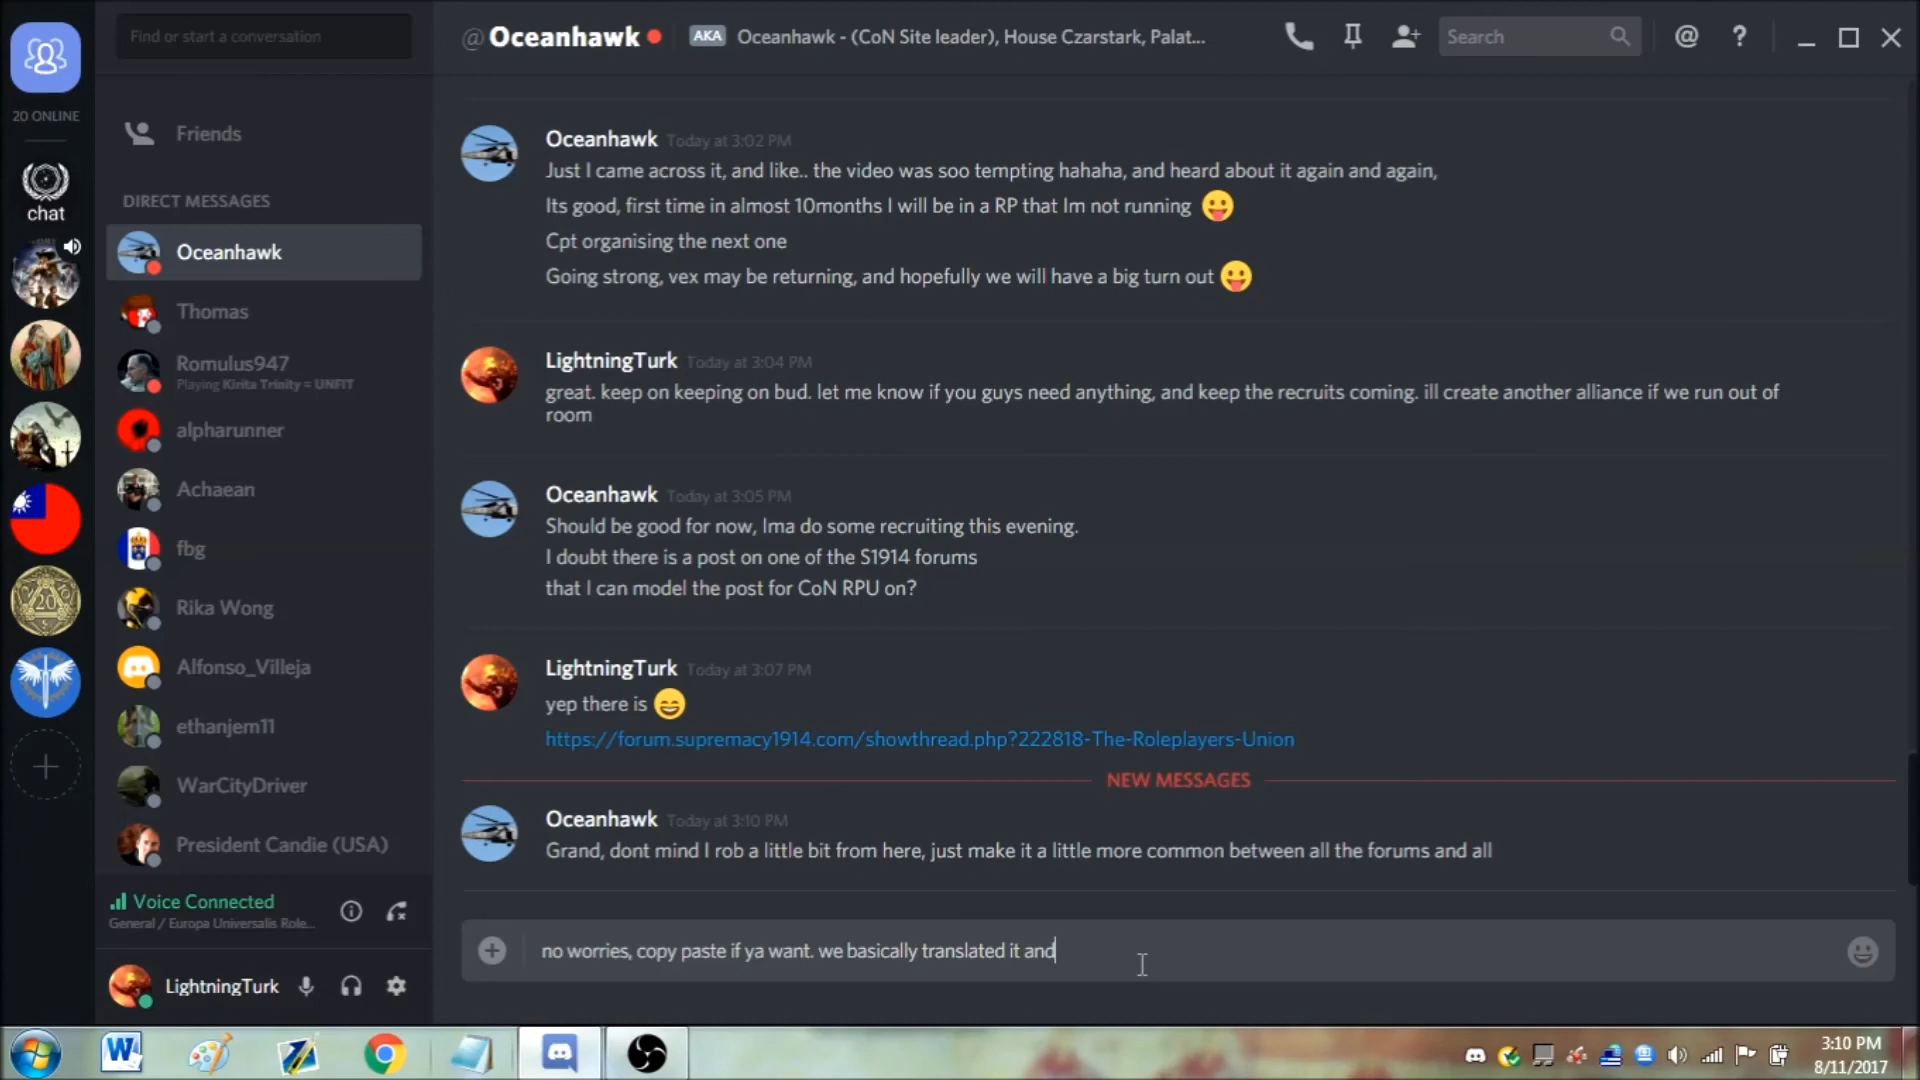 Find or start a conversation
@Oceanhawk
AKA
Oceanhawk - (CoN Site leader), House Czarstark, Palat...
Search
20 ONLINE
chat
Friends
DIRECT MESSAGES
Oceanhawk
Thomas
Romulus947
Playing Kirita Trinity = UNFIT
alpharunner
Achaean
fbg
Rika Wong
Alfonso_Villeja
ethanjem11
WarCityDriver
President Candie (USA)
Voice Connected
General / Europa Universalis Role...
LightningTurk
Oceanhawk Today at 3:02 PM
Just I came across it, and like.. the video was soo tempting hahaha, and heard about it again and again,
Its good, first time in almost 10months I will be in a RP that Im not running
Cpt organising the next one
Going strong, vex may be returning, and hopefully we will have a big turn out
LightningTurk Today at 3:04 PM
great. keep on keeping on bud. let me know if you guys need anything, and keep the recruits coming. ill create another alliance if we run out of
room
Oceanhawk Today at 3:05 PM
Should be good for now, Ima do some recruiting this evening.
I doubt there is a post on one of the S1914 forums
that I can model the post for CoN RPU on?
LightningTurk Today at 3:07 PM
yep there is
https://forum.supremacy1914.com/showthread.php?222818-The-Roleplayers-Union
NEW MESSAGES
Oceanhawk Today at 3:10 PM
Grand, dont mind I rob a little bit from here, just make it a little more common between all the forums and all
no worries, copy paste if ya want. we basically translated it and
3:10 PM
8/11/2017